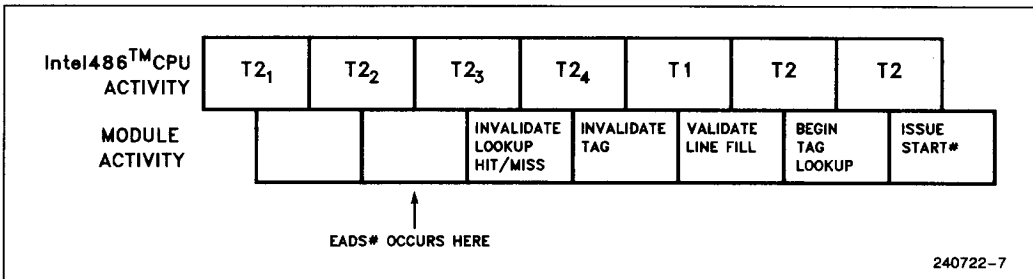 Intel486™CPU
ACTIVITY
T2₁ T2₂ T2₃ T2₄ T1 T2 T2
MODULE
ACTIVITY
INVALIDATE
LOOKUP
HIT/MISS
INVALIDATE
TAG
VALIDATE
LINE FILL
BEGIN
TAG
LOOKUP
ISSUE
START#
EADS# OCCURS HERE
240722-7